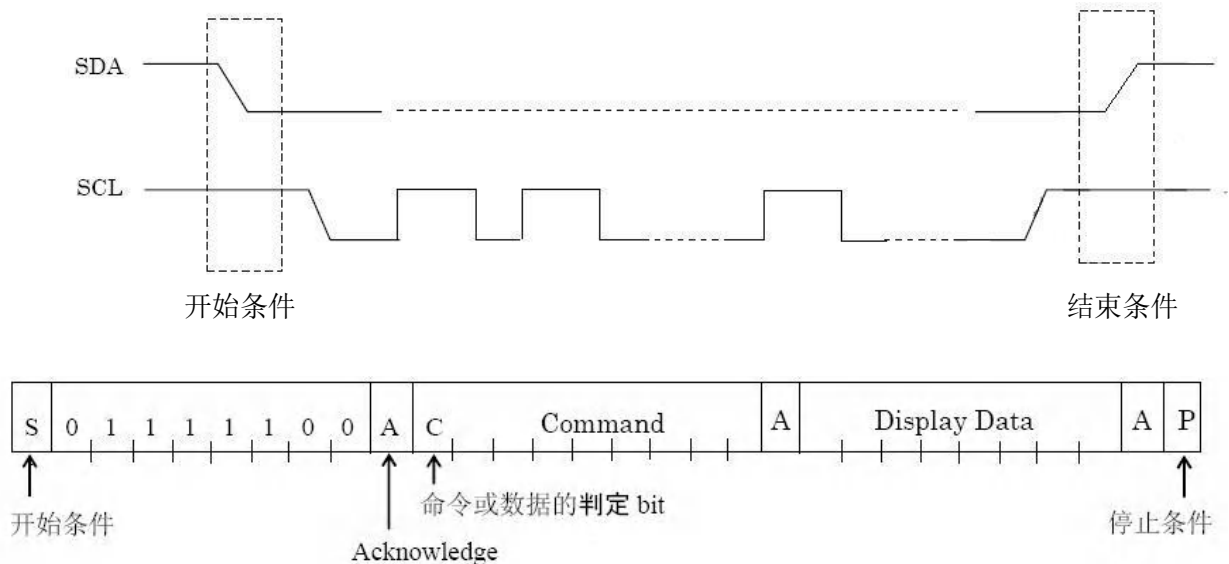 SDA
SCL
开始条件
结束条件
S 0 1 1 1 1 1 0 0 A C Command A Display Data A P
命令或数据的判定 bit
开始条件
停止条件
Acknowledge